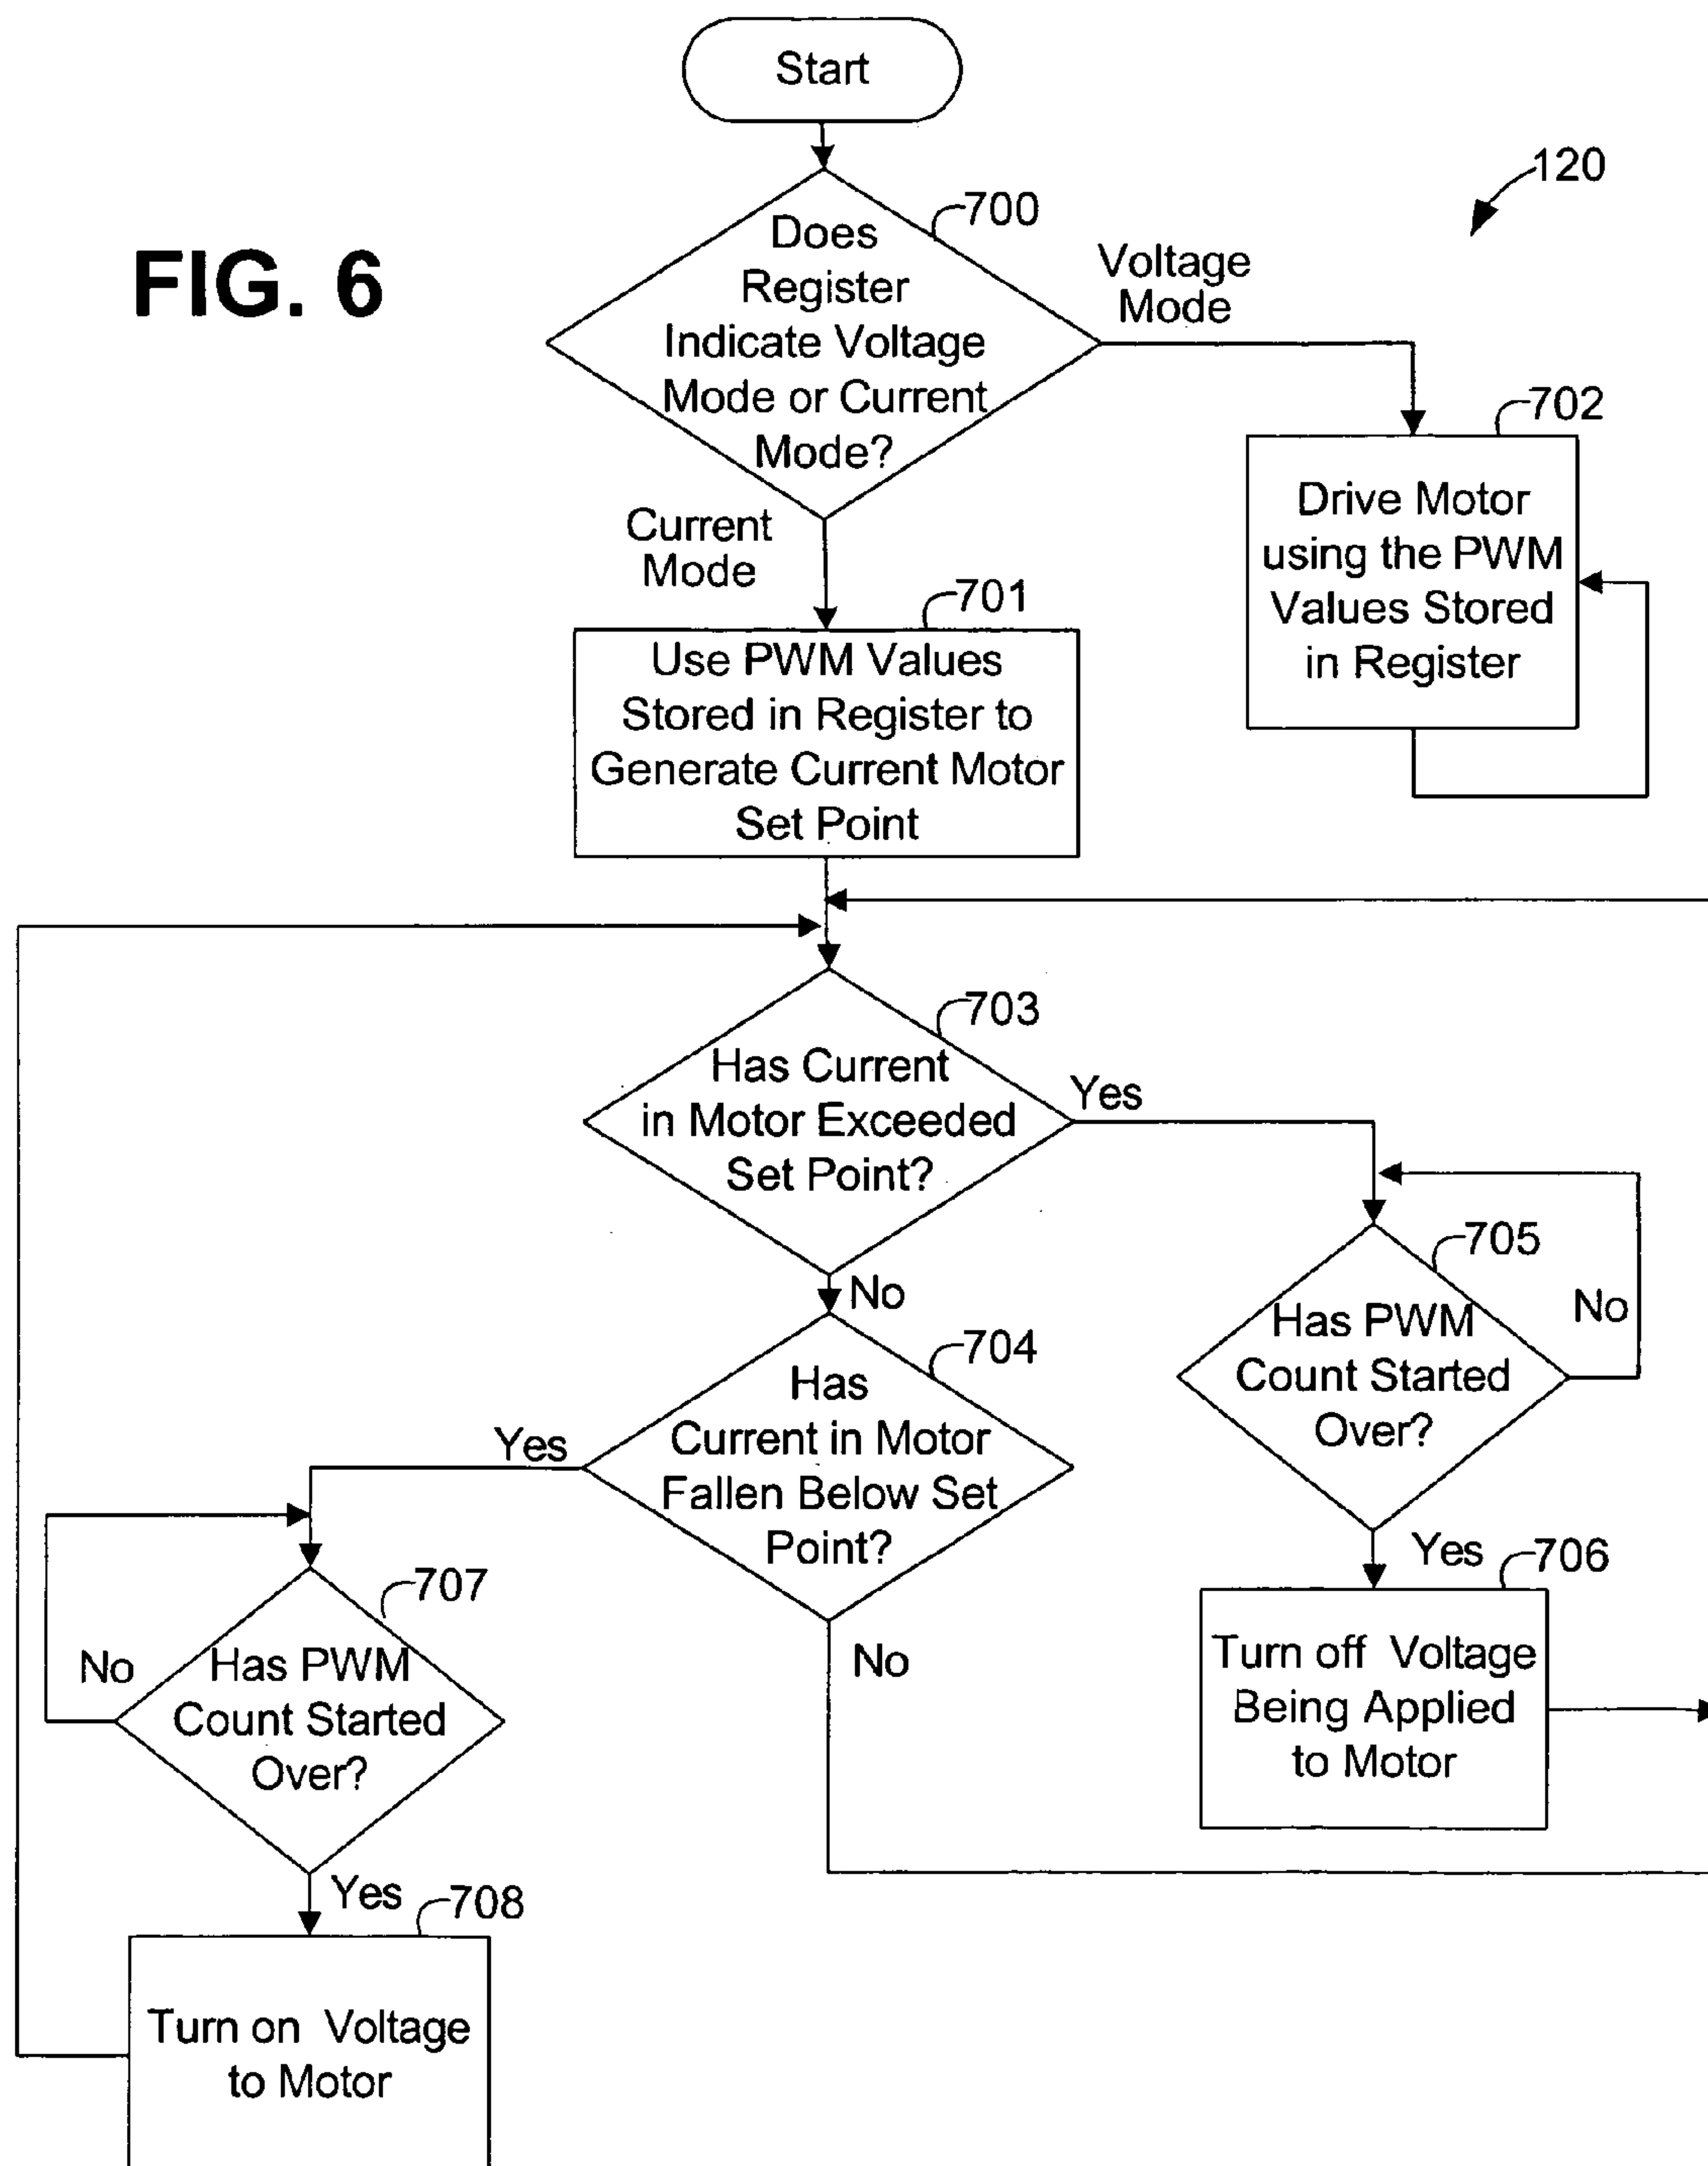 Start
120
FIG. 6
700
Does
Register
Indicate Voltage
Mode or Current
Mode?
Voltage
Mode
702
Drive Motor
using the PWM
Values Stored
in Register
Current
Mode
701
Use PWM Values
Stored in Register to
Generate Current Motor
Set Point
703
Has Current
in Motor Exceeded
Set Point?
Yes
No
705
Has PWM
Count Started
Over?
No
704
Has
Current in Motor
Fallen Below Set
Point?
Yes
No
Yes
706
Turn off Voltage
Being Applied
to Motor
707
Has PWM
Count Started
Over?
No
Yes
708
Turn on Voltage
to Motor